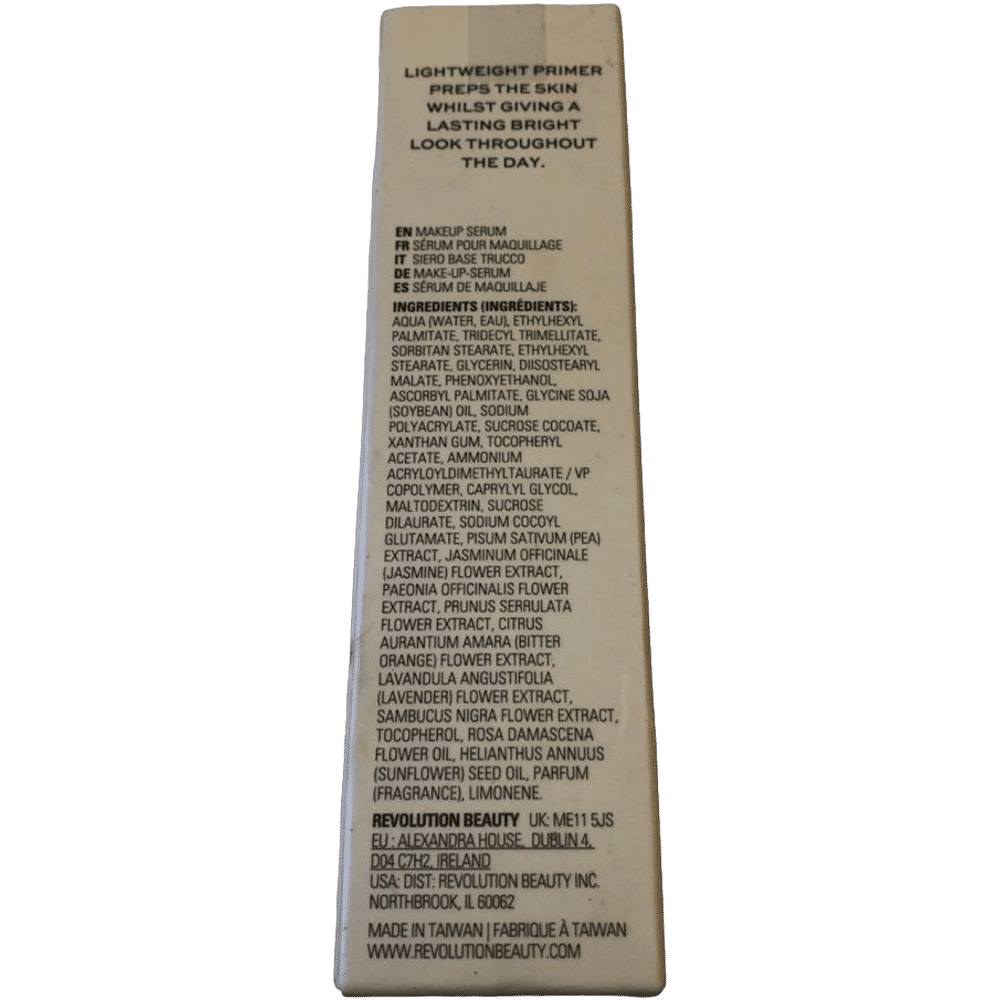 LIGHTWEIGHT PRIMER
PREPS THE SKIN
WHILST GIVING A
LASTING BRIGHT
LOOK THROUGHOUT
THE DAY.
EN MAKEUP SERUM
FR SÉRUM POUR MAQUILLAGE
IT SIERO BASE TRUCCO
DE MAKE-UP-SERUM
ES SÉRUM DE MAQUILLAJE
INGREDIENTS (INGRÉDIENTS):
AQUA (WATER, EAU), ETHYLHEXYL
PALMITATE, TRIDECYL TRIMELLITATE,
SORBITAN STEARATE, ETHYLHEXYL
STEARATE, GLYCERIN, DIISOSTEARYL
MALATE, PHENOXYETHANOL,
ASCORBYL PALMITATE, GLYCINE SOJA
(SOYBEAN) OIL, SODIUM
POLYACRYLATE, SUCROSE COCOATE,
XANTHAN GUM, TOCOPHERYL
ACETATE, AMMONIUM
ACRYLOYLDIMETHYLTAURATE / VP
COPOLYMER, CAPRYLYL GLYCOL,
MALTODEXTRIN, SUCROSE
DILAURATE, SODIUM COCOYL
GLUTAMATE, PISUM SATIVUM (PEA)
EXTRACT, JASMINUM OFFICINALE
(JASMINE) FLOWER EXTRACT,
PAEONIA OFFICINALIS FLOWER
EXTRACT, PRUNUS SERRULATA
FLOWER EXTRACT, CITRUS
AURANTIUM AMARA (BITTER
ORANGE) FLOWER EXTRACT,
LAVANDULA ANGUSTIFOLIA
(LAVENDER) FLOWER EXTRACT,
SAMBUCUS NIGRA FLOWER EXTRACT,
TOCOPHEROL, ROSA DAMASCENA
FLOWER OIL, HELIANTHUS ANNUUS
(SUNFLOWER) SEED OIL, PARFUM
(FRAGRANCE), LIMONENE.
REVOLUTION BEAUTY UK: ME11 5JS
EU : ALEXANDRA HOUSE, DUBLIN 4,
D04 C7H2, IRELAND
USA: DIST: REVOLUTION BEAUTY INC.
NORTHBROOK, IL 60062
MADE IN TAIWAN | FABRIQUE À TAIWAN
WWW.REVOLUTIONBEAUTY.COM